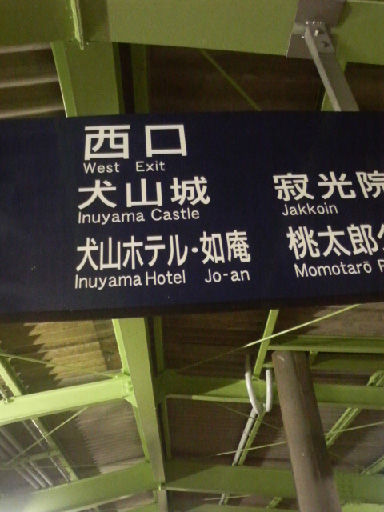 西口
West Exit
犬山城
Inuyama Castle
犬山ホテル・如庵
Inuyama Hotel Jo-an
寂光院
Jakkoin
桃太郎
Momotarō